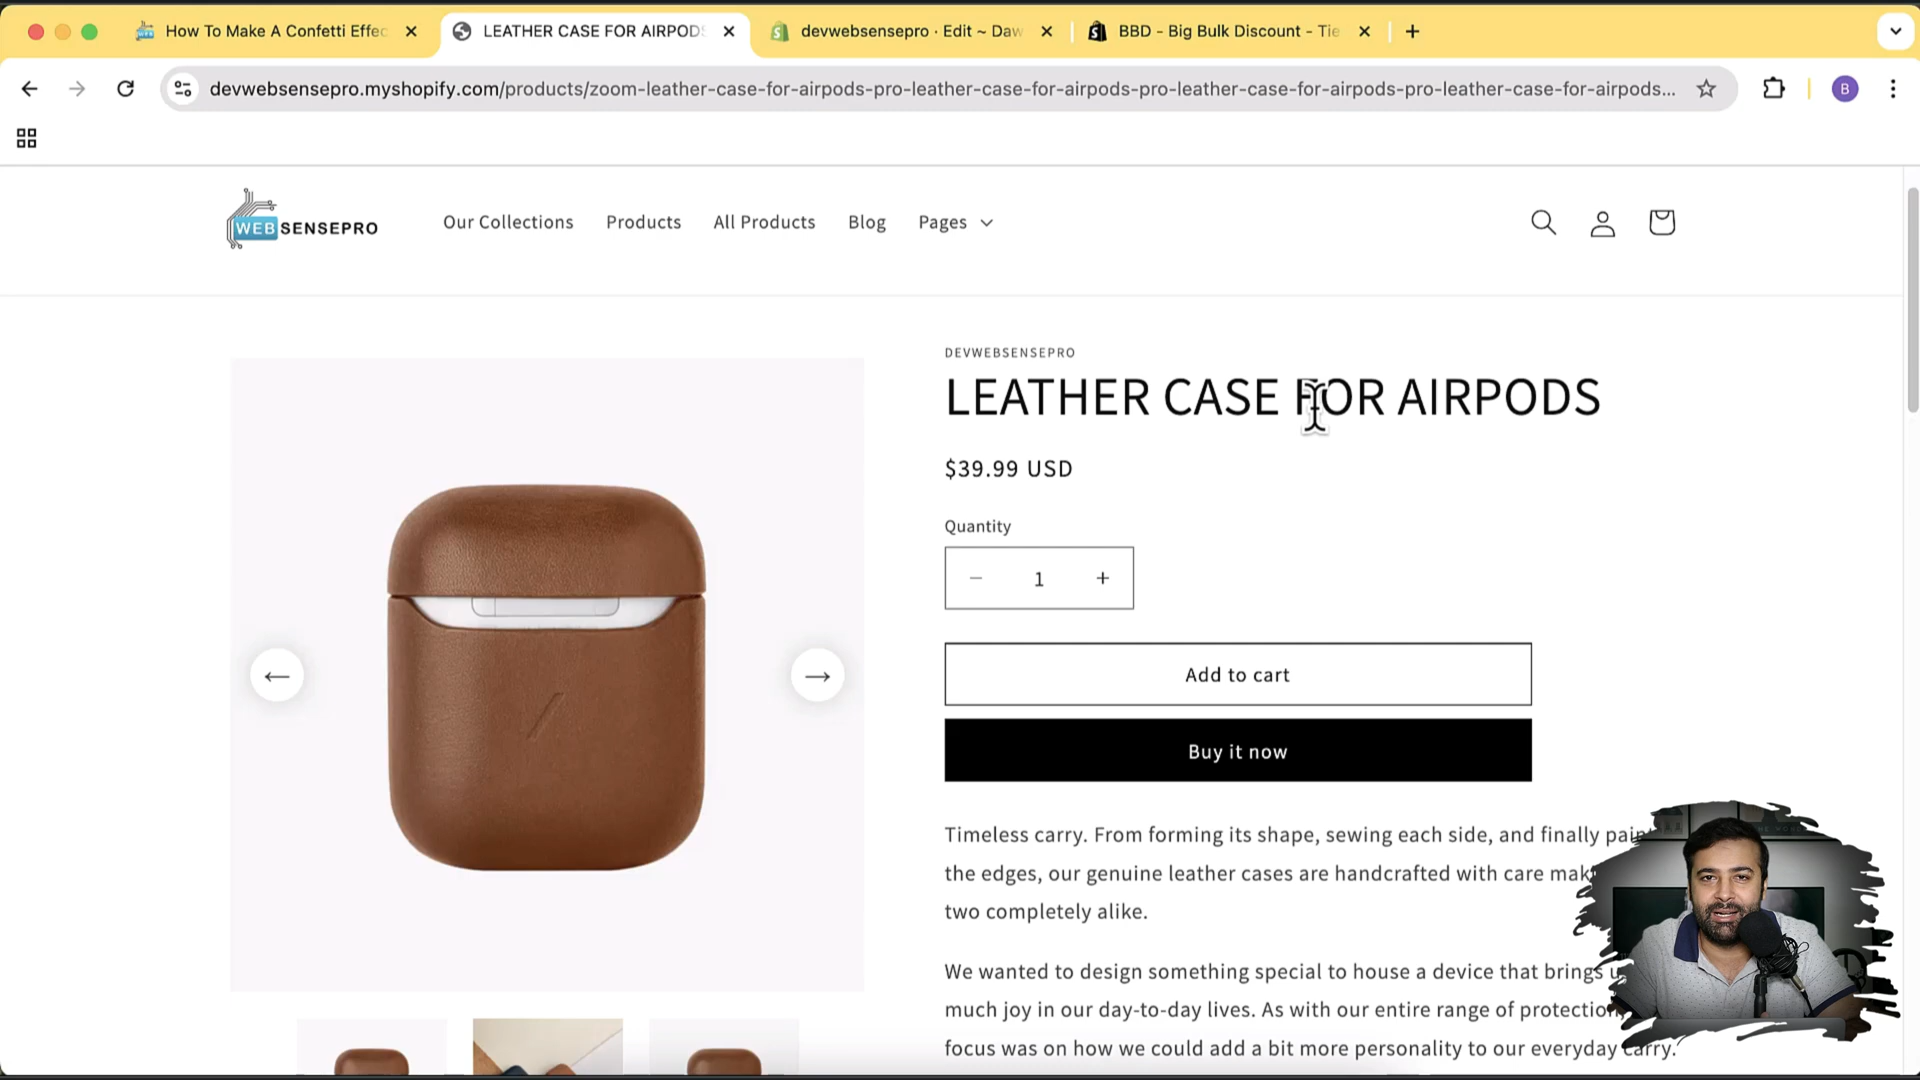 How To Make A Confetti Effec
LEATHER CASE FOR AIRPODS
devwebsensepro · Edit ~ Daw
BBD - Big Bulk Discount - Tie
devwebsensepro.myshopify.com/products/zoom-leather-case-for-airpods-pro-leather-case-for-airpods-pro-leather-case-for-airpods-pro-leather-case-for-airpods...
B
WEBSENSEPRO
Our Collections
Products
All Products
Blog
Pages
DEVWEBSENSEPRO
LEATHER CASE FOR AIRPODS
$39.99 USD
Quantity
− 1 +
Add to cart
Buy it now
Timeless carry. From forming its shape, sewing each side, and finally
the edges, our genuine leather cases are handcrafted with care
two completely alike.
We wanted to design something special to house a device that brings
much joy in our day-to-day lives. As with our entire range of protection,
focus was on how we could add a bit more personality to our everyday carry.